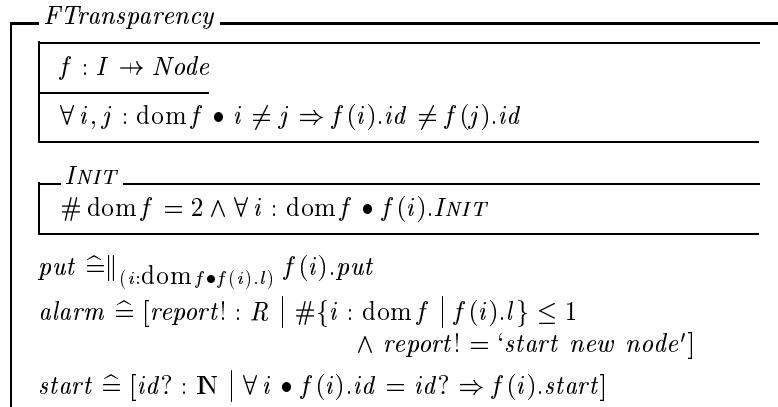 FTransparency
f : I ⇸ Node
∀ i, j : dom f • i ≠ j ⇒ f(i).id ≠ f(j).id
INIT
# dom f = 2 ∧ ∀ i : dom f • f(i).INIT
put ≙ ∥ (i:dom f•f(i).l) f(i).put
alarm ≙ [report! : R | #{i : dom f | f(i).l} ≤ 1
∧ report! = ‘start new node′]
start ≙ [id? : N | ∀ i • f(i).id = id? ⇒ f(i).start]